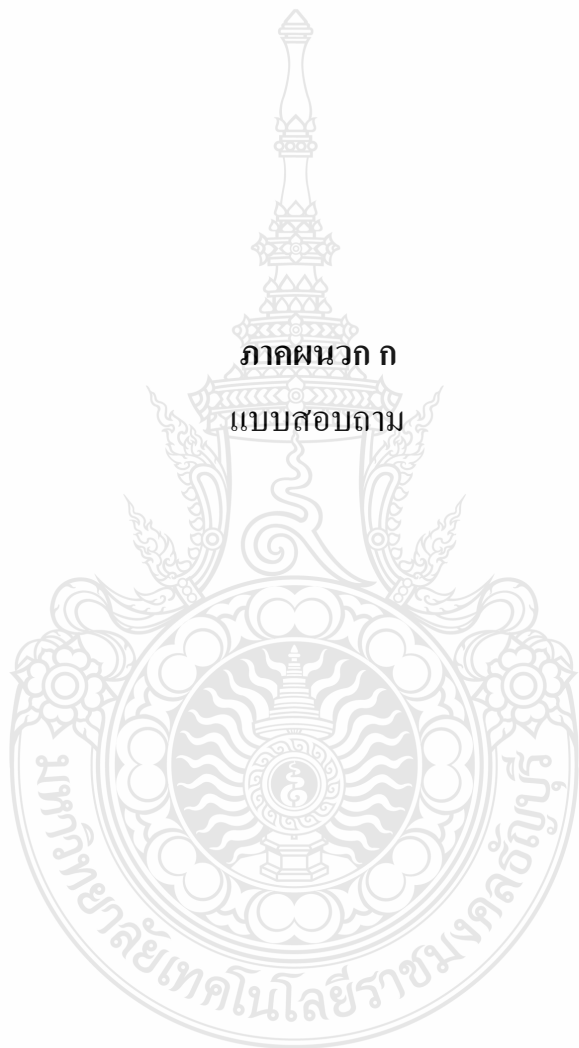 ภาคผนวก ก
แบบสอบถาม
มหาวิทยาลัยเทคโนโลยีราชมงคลธัญบุรี